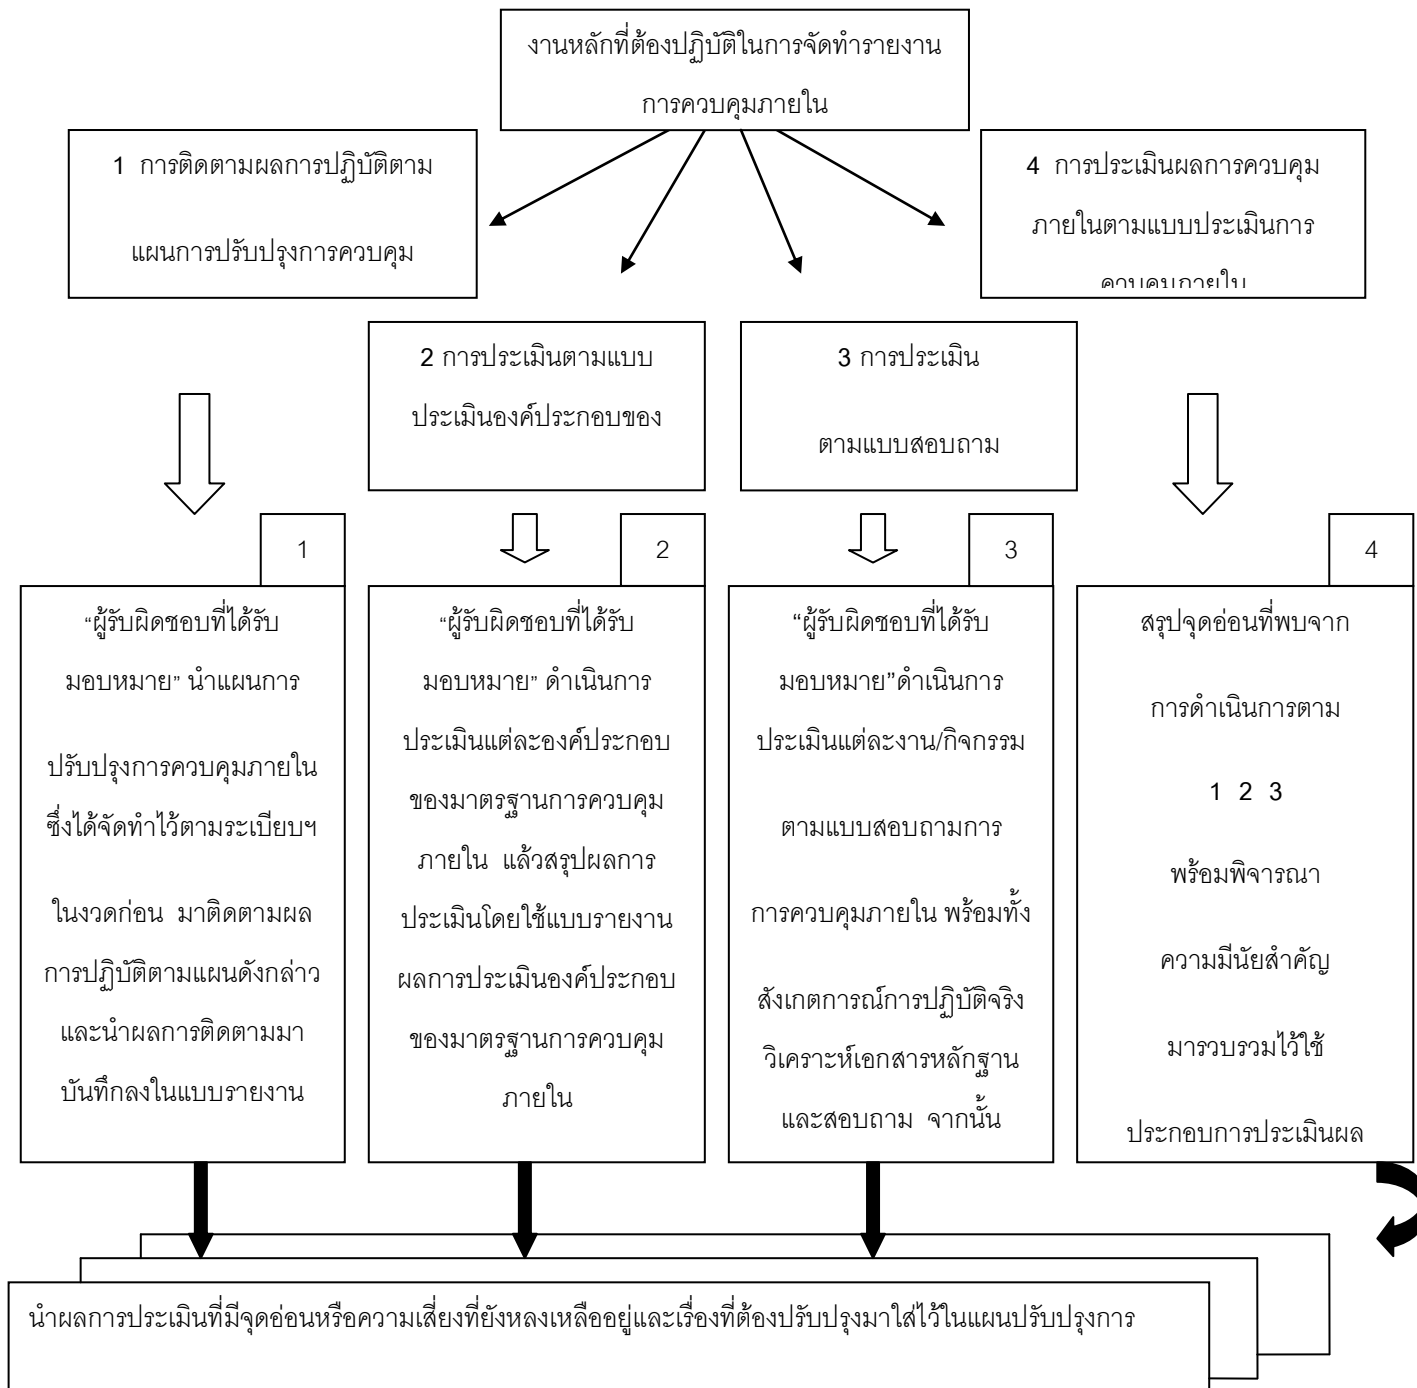 งานหลักที่ต้องปฏิบัติในการจัดทำรายงาน
การควบคุมภายใน
1 การติดตามผลการปฏิบัติตาม
แผนการปรับปรุงการควบคุม
4 การประเมินผลการควบคุม
ภายในตามแบบประเมินการ
ควบคุมภายใน
2 การประเมินตามแบบ
ประเมินองค์ประกอบของ
3 การประเมิน
ตามแบบสอบถาม
1
“ผู้รับผิดชอบที่ได้รับ
มอบหมาย” นำแผนการ
ปรับปรุงการควบคุมภายใน
ซึ่งได้จัดทำไว้ตามระเบียบฯ
ในงวดก่อน มาติดตามผล
การปฏิบัติตามแผนดังกล่าว
และนำผลการติดตามมา
บันทึกลงในแบบรายงาน
2
“ผู้รับผิดชอบที่ได้รับ
มอบหมาย” ดำเนินการ
ประเมินแต่ละองค์ประกอบ
ของมาตรฐานการควบคุม
ภายใน แล้วสรุปผลการ
ประเมินโดยใช้แบบรายงาน
ผลการประเมินองค์ประกอบ
ของมาตรฐานการควบคุม
ภายใน
3
“ผู้รับผิดชอบที่ได้รับ
มอบหมาย”ดำเนินการ
ประเมินแต่ละงาน/กิจกรรม
ตามแบบสอบถามการ
การควบคุมภายใน พร้อมทั้ง
สังเกตการณ์การปฏิบัติจริง
วิเคราะห์เอกสารหลักฐาน
และสอบถาม จากนั้น
4
สรุปจุดอ่อนที่พบจาก
การดำเนินการตาม
1 2 3
พร้อมพิจารณา
ความมีนัยสำคัญ
มารวบรวมไว้ใช้
ประกอบการประเมินผล
นำผลการประเมินที่มีจุดอ่อนหรือความเสี่ยงที่ยังหลงเหลืออยู่และเรื่องที่ต้องปรับปรุงมาใส่ไว้ในแผนปรับปรุงการ